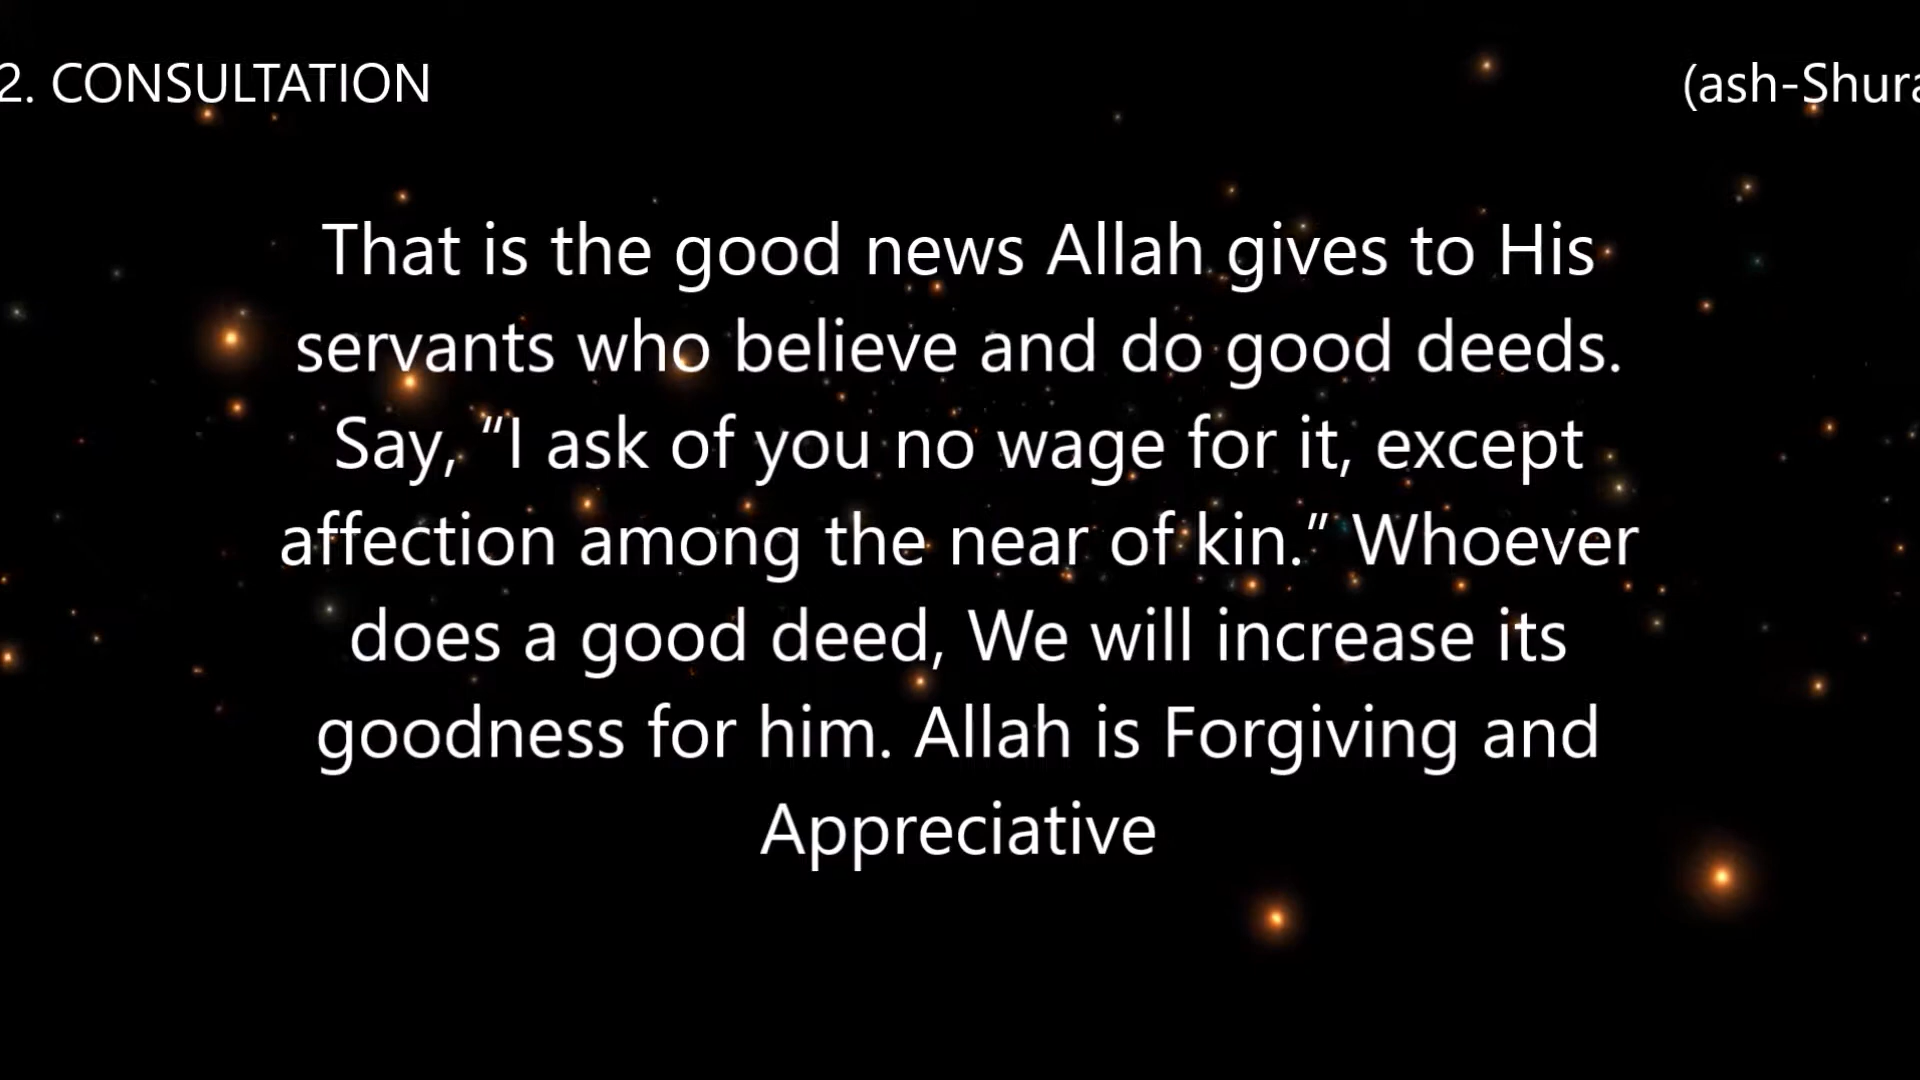 2. CONSULTATION (ash-Shura
That is the good news Allah gives to His
servants who believe and do good deeds.
Say, “I ask of you no wage for it, except
affection among the near of kin.” Whoever
does a good deed, We will increase its
goodness for him. Allah is Forgiving and
Appreciative